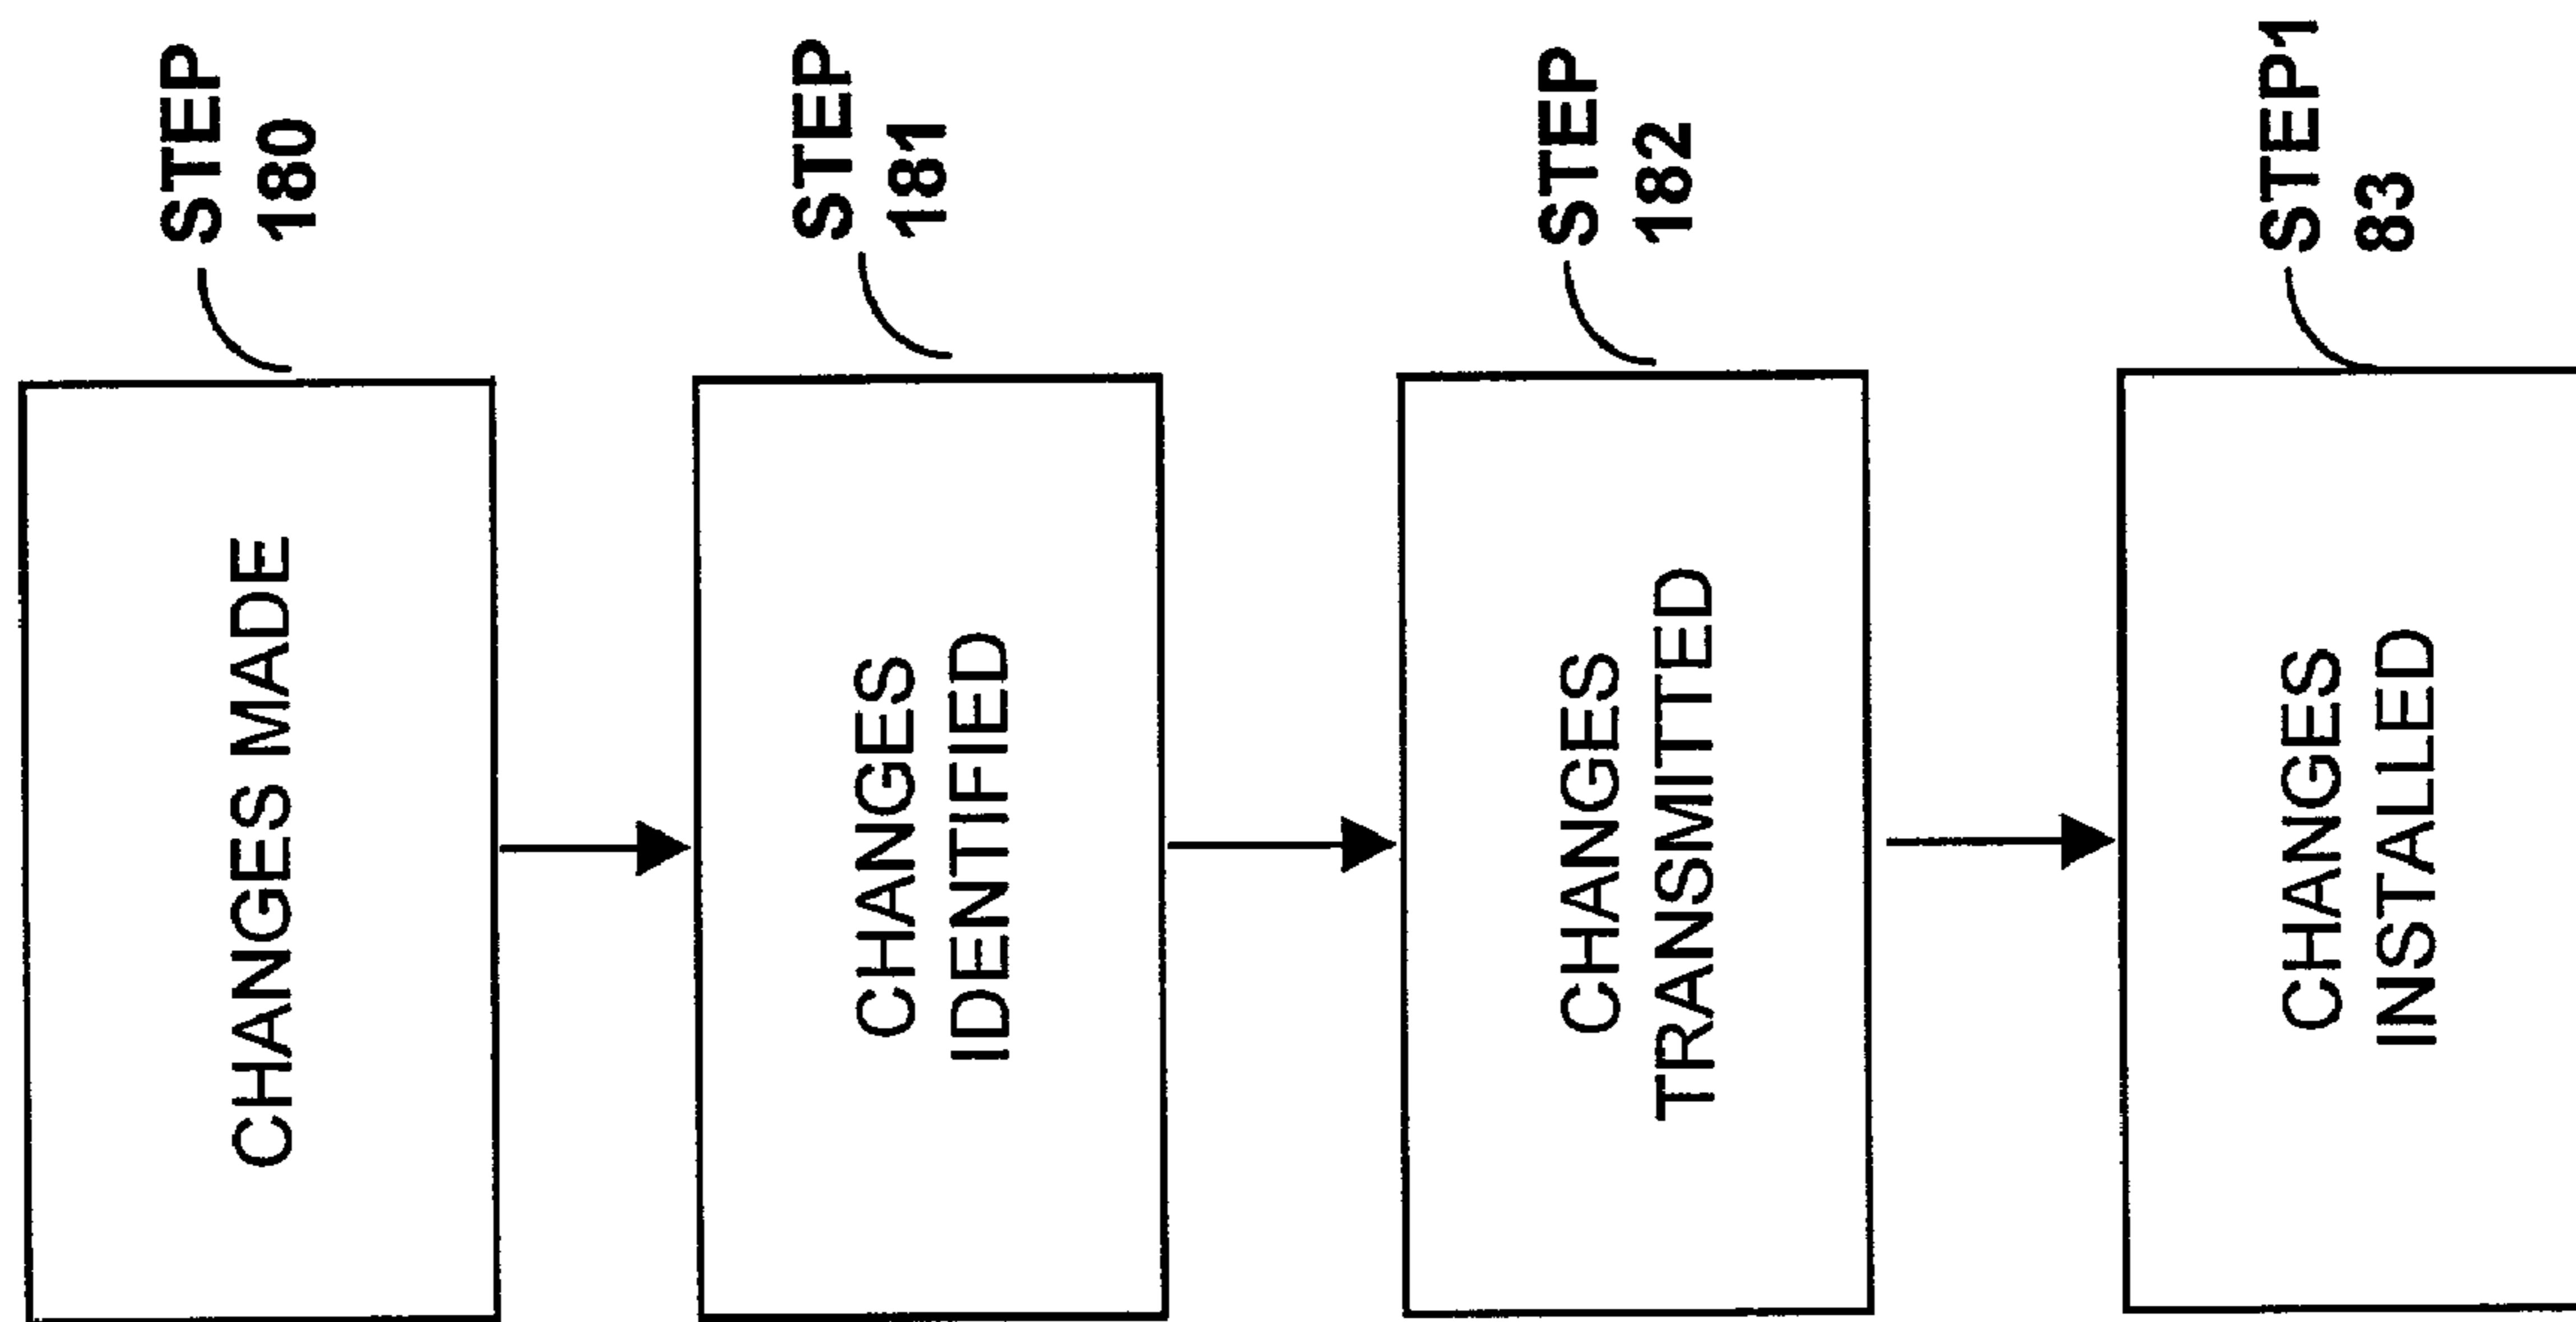 CHANGES MADE
STEP
180
CHANGES
IDENTIFIED
STEP
181
CHANGES
TRANSMITTED
STEP
182
CHANGES
INSTALLED
STEP1
83